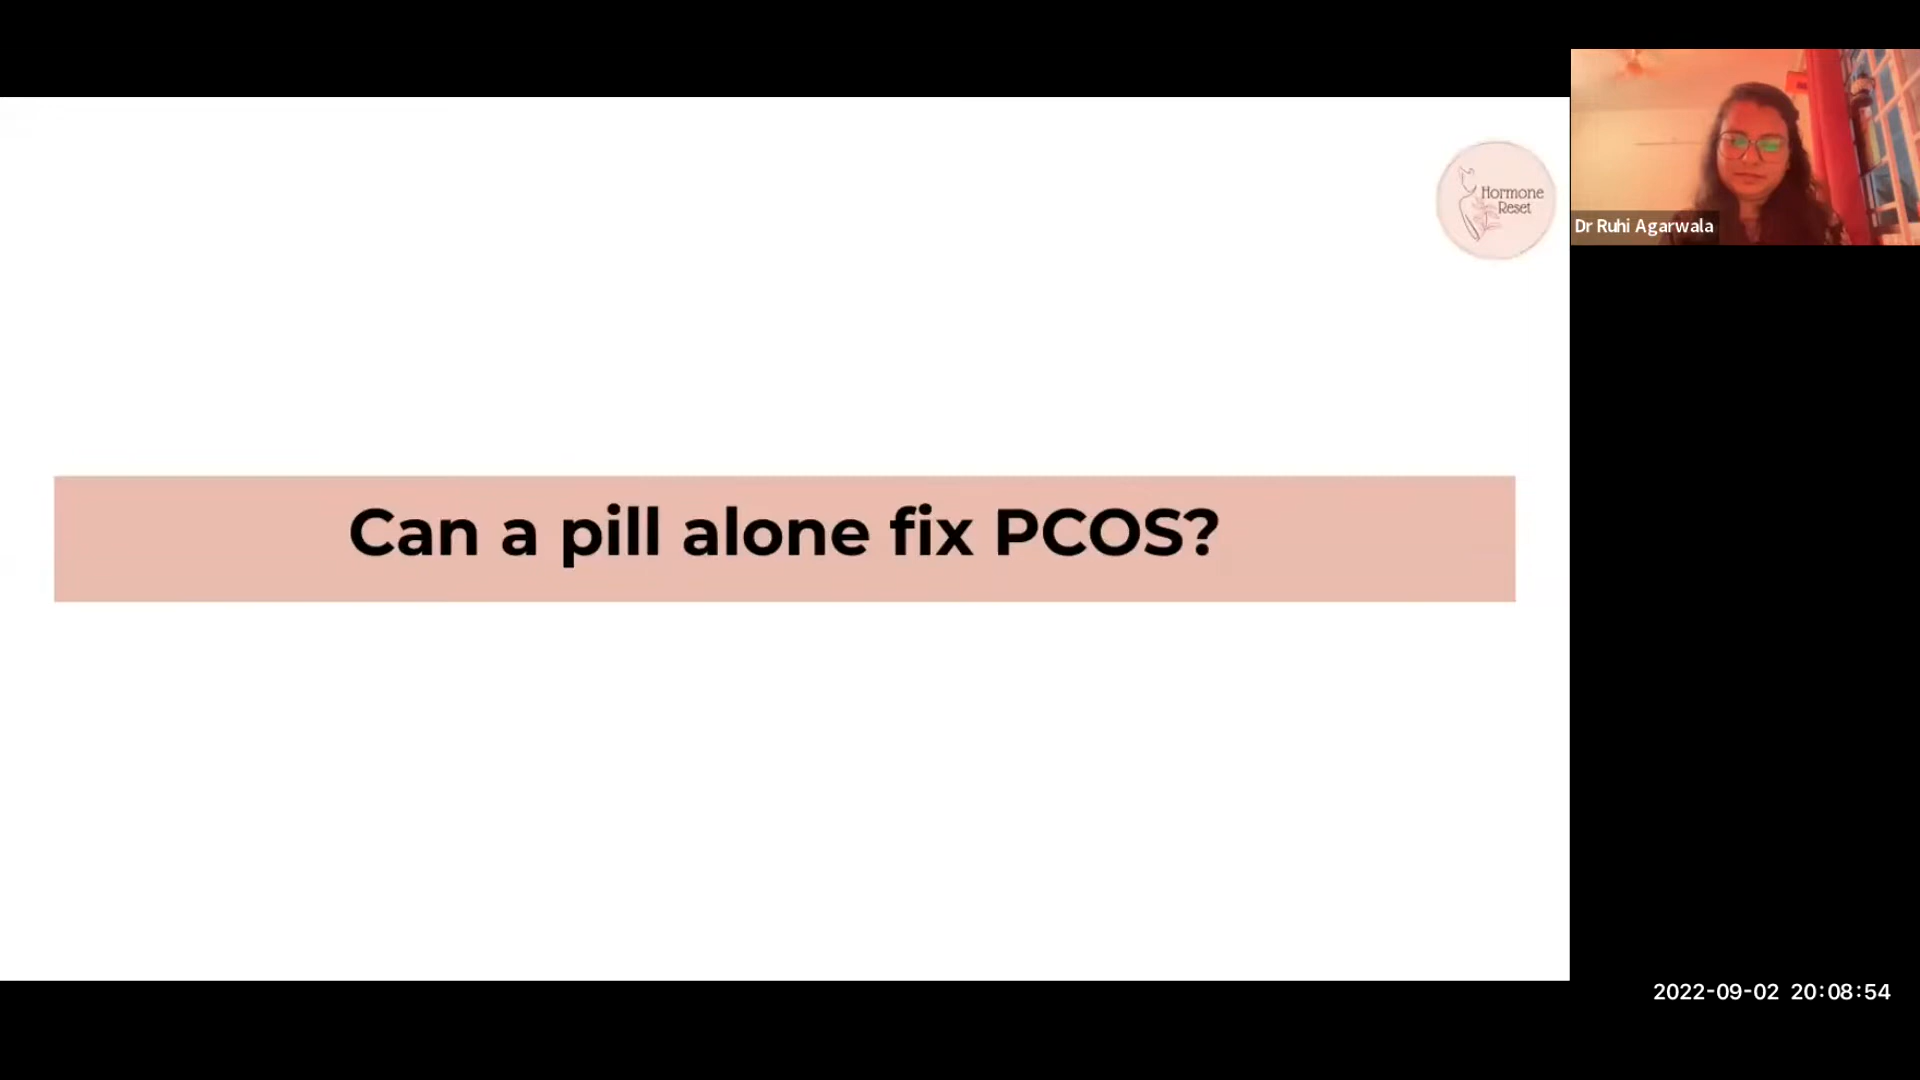 Hormone
Reset
Dr Ruhi Agarwala
Can a pill alone fix PCOS?
2022-09-02 20:08:54